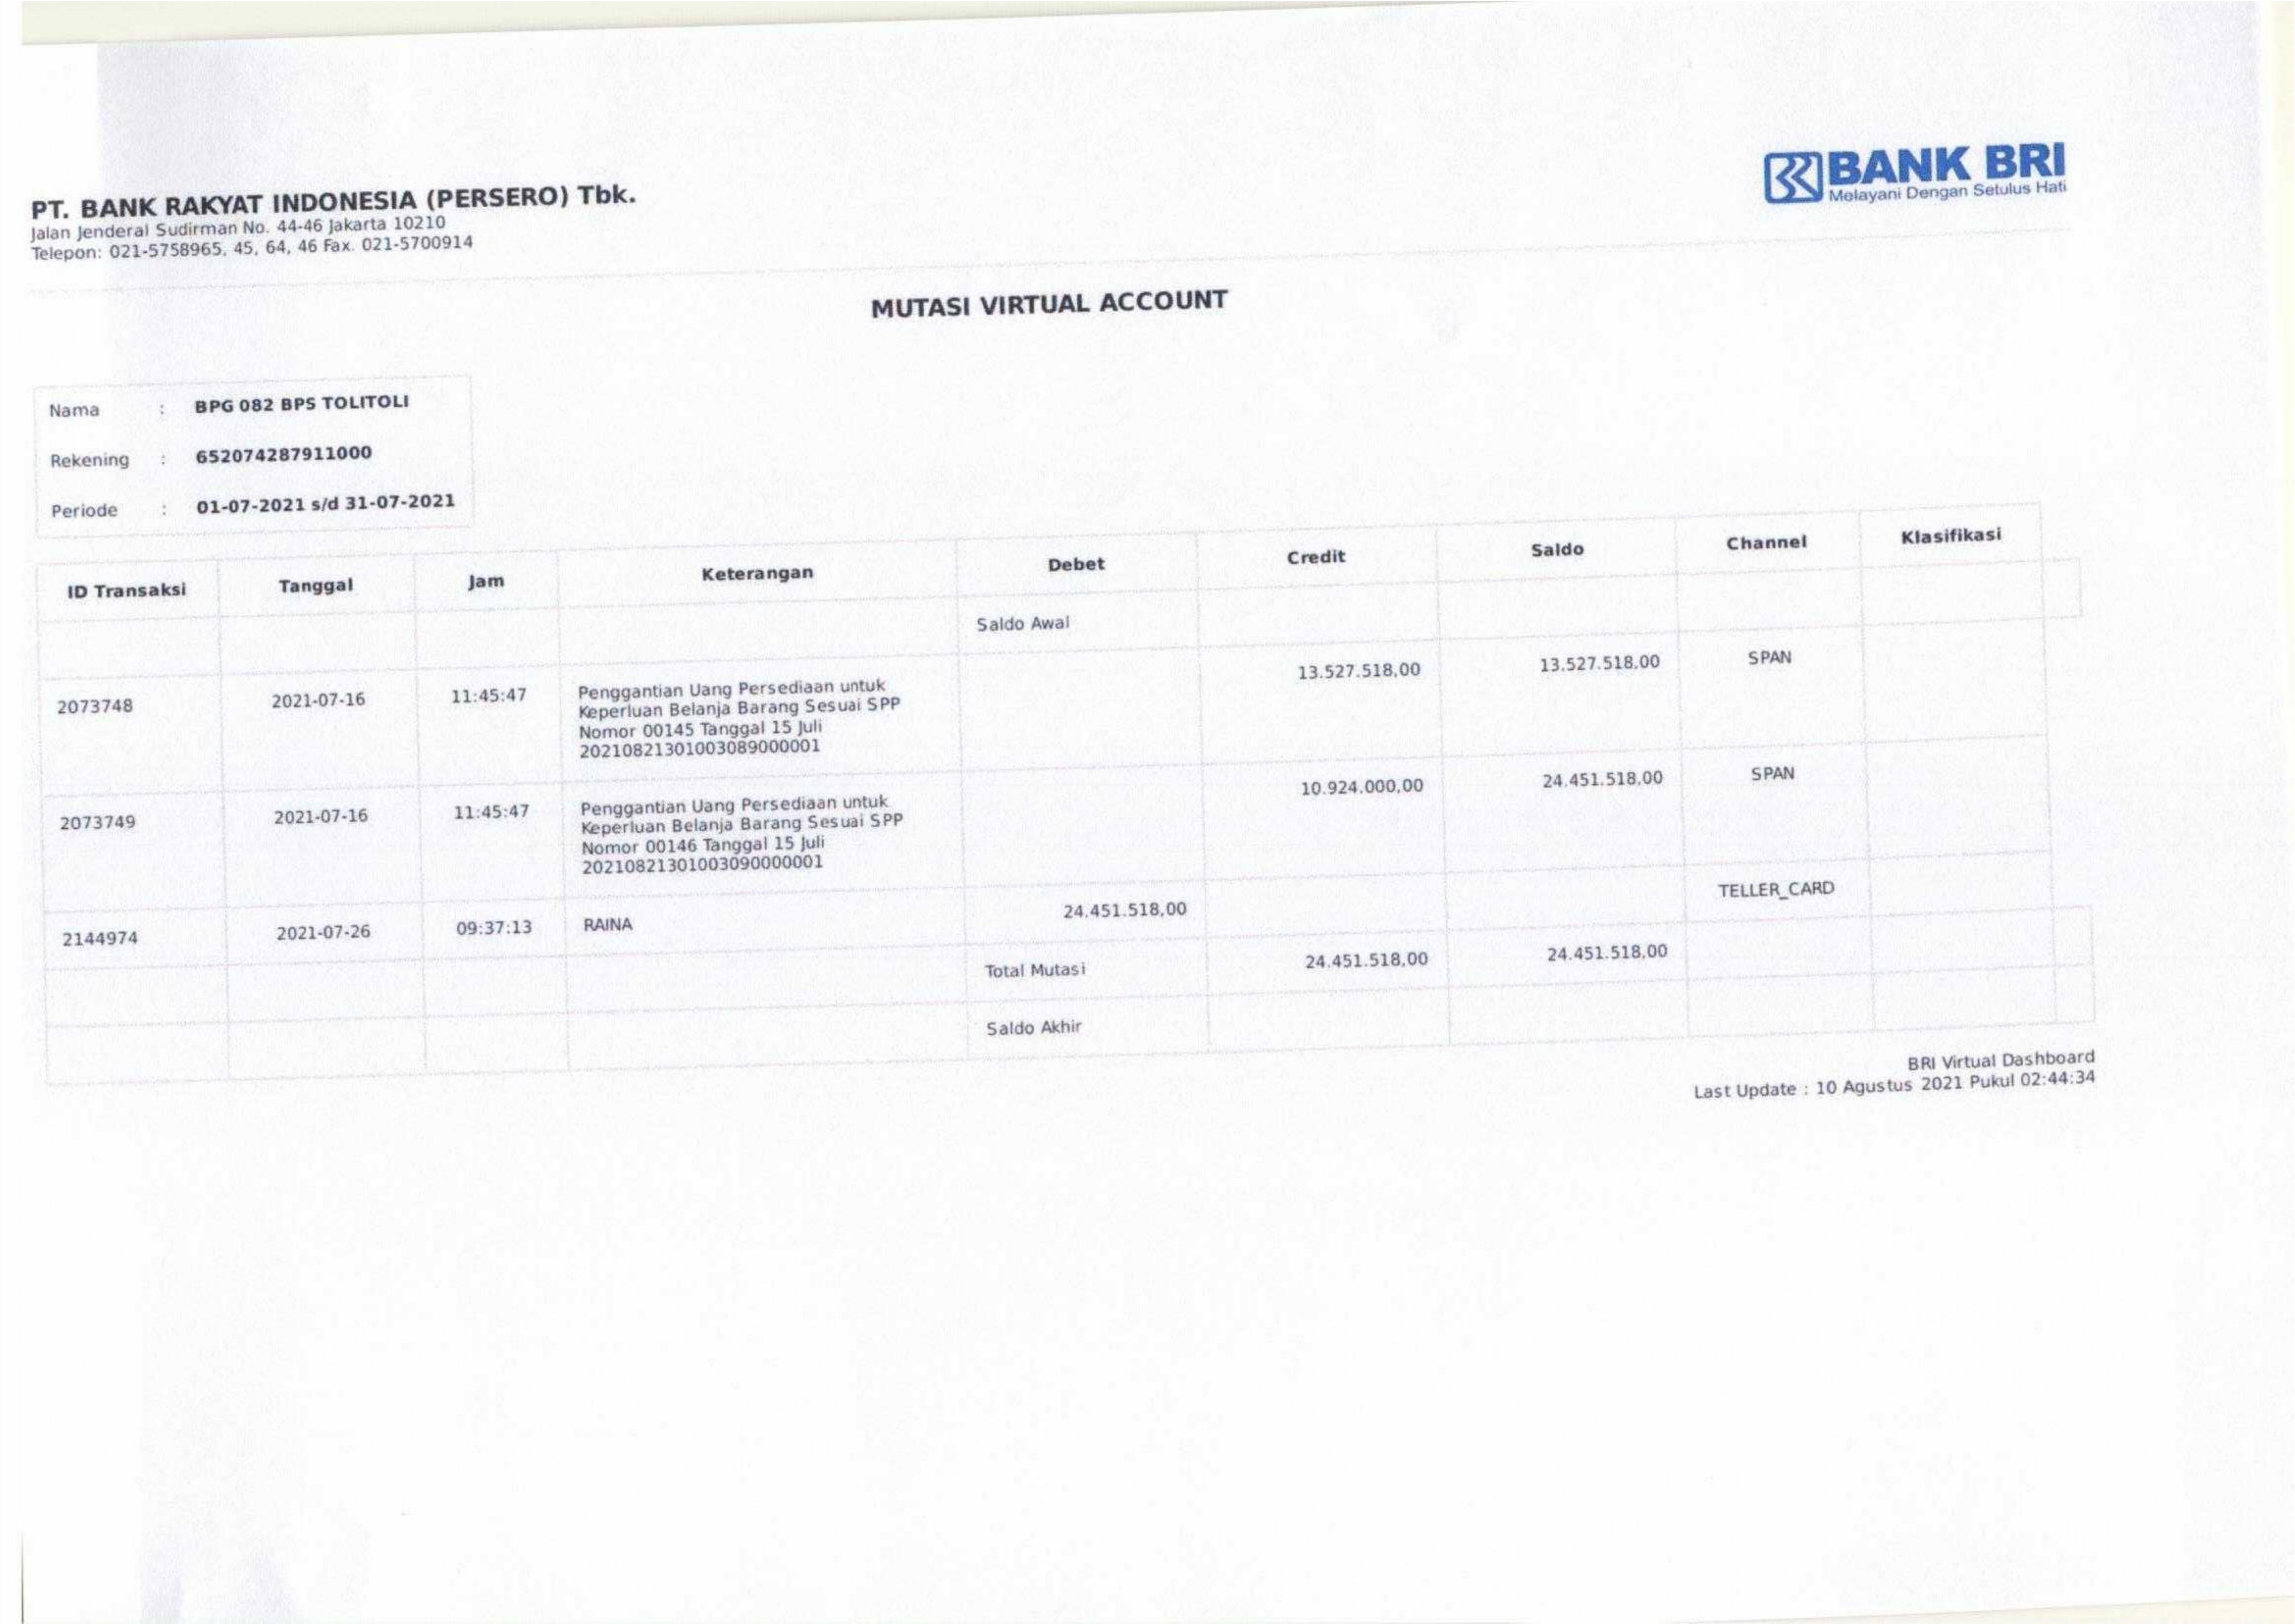 BANK BRI
Melayani Dengan Setulus Hati
PT. BANK RAKYAT INDONESIA (PERSERO) Tbk.
Jalan Jenderal Sudirman No. 44-46 Jakarta 10210
Telepon: 021-5758965, 45, 64, 46 Fax. 021-5700914
MUTASI VIRTUAL ACCOUNT
Nama : BPG 082 BPS TOLITOLI
Rekening : 652074287911000
Periode : 01-07-2021 s/d 31-07-2021
ID Transaksi Tanggal Jam Keterangan Debet Credit Saldo Channel Klasifikasi
Saldo Awal
2073748 2021-07-16 11:45:47 Penggantian Uang Persediaan untuk 13.527.518,00 13.527.518,00 SPAN
Keperluan Belanja Barang Sesuai SPP
Nomor 00145 Tanggal 15 Juli
20210821301003089000001
2073749 2021-07-16 11:45:47 Penggantian Uang Persediaan untuk 10.924.000,00 24.451.518,00 SPAN
Keperluan Belanja Barang Sesuai SPP
Nomor 00146 Tanggal 15 Juli
202108213010030900000001
2144974 2021-07-26 09:37:13 RAINA 24.451.518,00 TELLER_CARD
Total Mutasi 24.451.518,00 24.451.518,00
Saldo Akhir
BRI Virtual Dashboard
Last Update : 10 Agustus 2021 Pukul 02:44:34